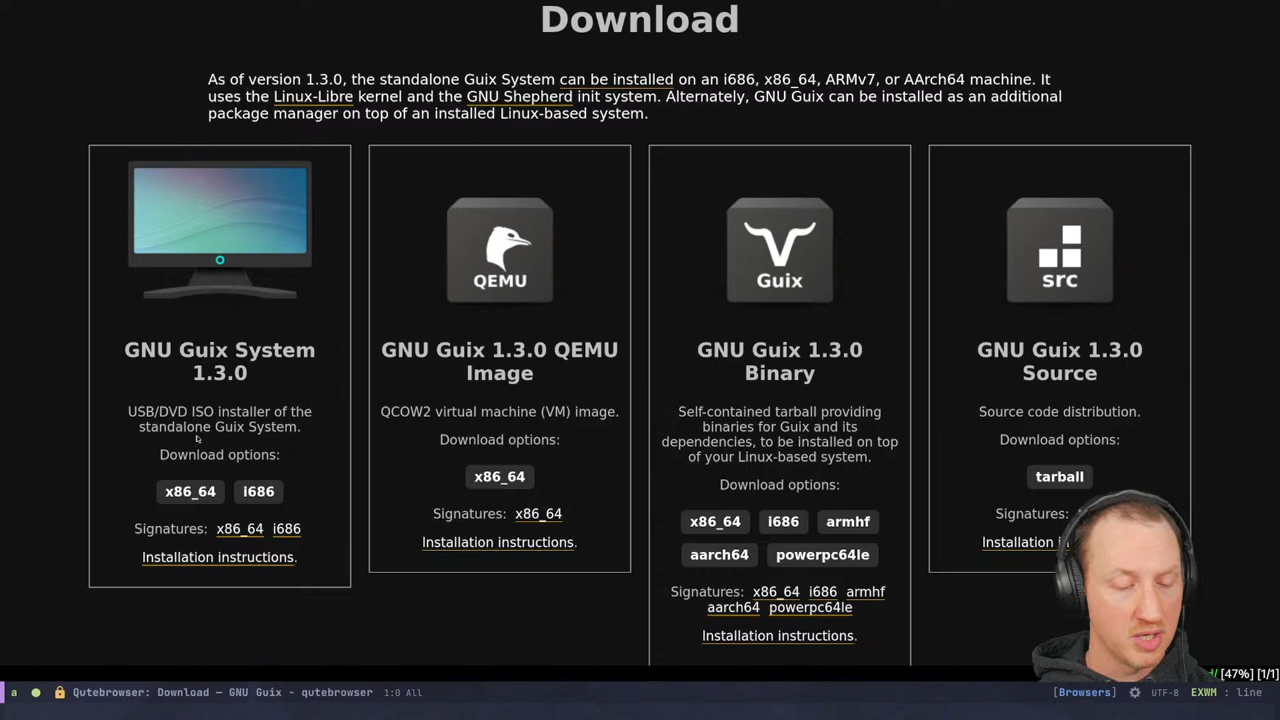 Download
As of version 1.3.0, the standalone Guix System can be installed on an i686, x86_64, ARMv7, or AArch64 machine. It
uses the Linux-Libre kernel and the GNU Shepherd init system. Alternately, GNU Guix can be installed as an additional
package manager on top of an installed Linux-based system.
GNU Guix System
1.3.0
USB/DVD ISO installer of the
standalone Guix System.
Download options:
x86_64 i686
Signatures: x86_64 i686
Installation instructions.
QEMU
GNU Guix 1.3.0 QEMU
Image
QCOW2 virtual machine (VM) image.
Download options:
x86_64
Signatures: x86_64
Installation instructions.
Guix
GNU Guix 1.3.0
Binary
Self-contained tarball providing
binaries for Guix and its
dependencies, to be installed on top
of your Linux-based system.
Download options:
x86_64 i686 armhf
aarch64 powerpc64le
Signatures: x86_64 i686 armhf
aarch64 powerpc64le
Installation instructions.
src
GNU Guix 1.3.0
Source
Source code distribution.
Download options:
tarball
Signatures:
Installation
[47%] [1/1]
a Qutebrowser: Download — GNU Guix - qutebrowser 1:0 All [Browsers] UTF-8 EXWM : line